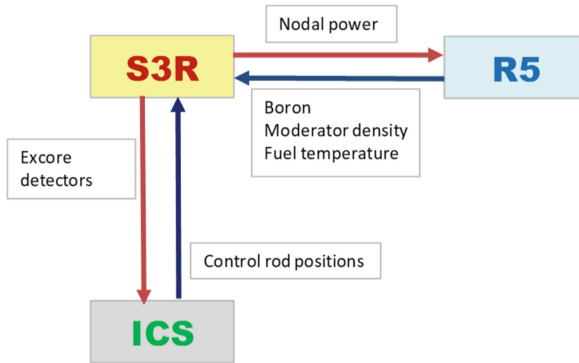 Nodal power
S3R
R5
Boron
Moderator density
Fuel temperature
Excore
detectors
Control rod positions
ICS